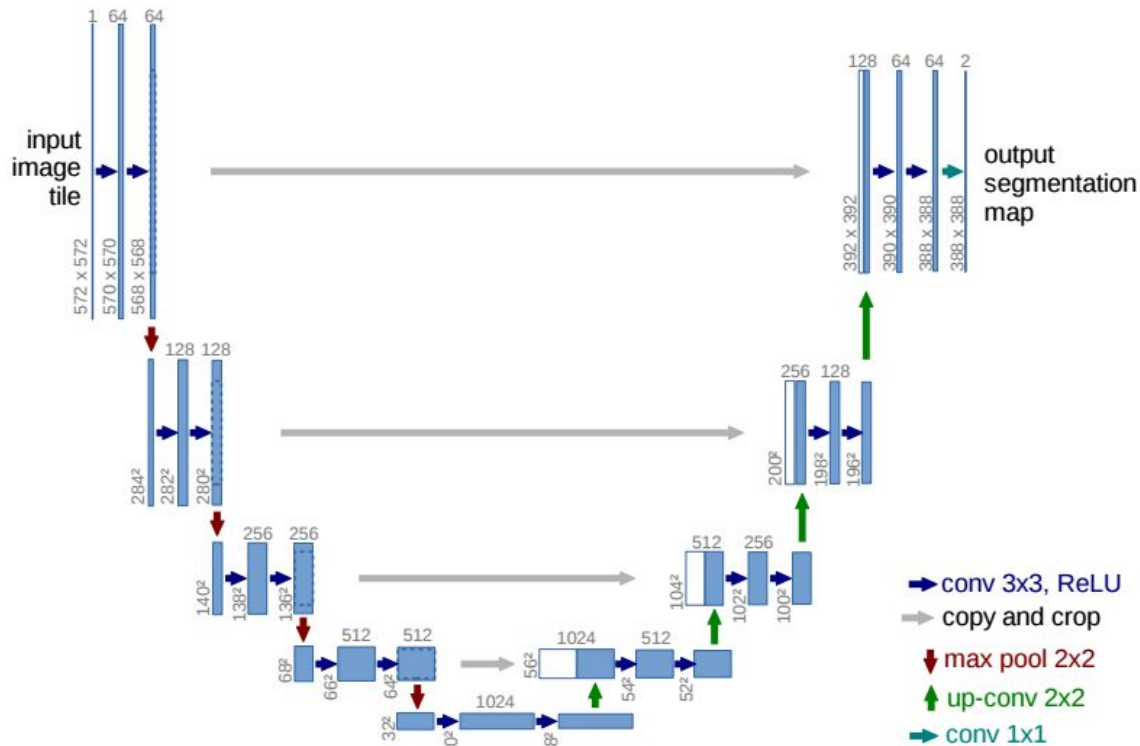 1 64 64
input
image
tile
572 x 572
570 x 570
568 x 568
128 64 64 2
output
segmentation
map
392 x 392
390 x 390
388 x 388
388 x 388
128 128
284²
282²
280²
256 128
200²
198²
196²
256 256
140²
138²
136²
512 256
104²
102²
100²
512 512
68²
66²
64²
1024 512
56²
54²
52²
1024
32²
0²
8²
conv 3x3, ReLU
copy and crop
max pool 2x2
up-conv 2x2
conv 1x1